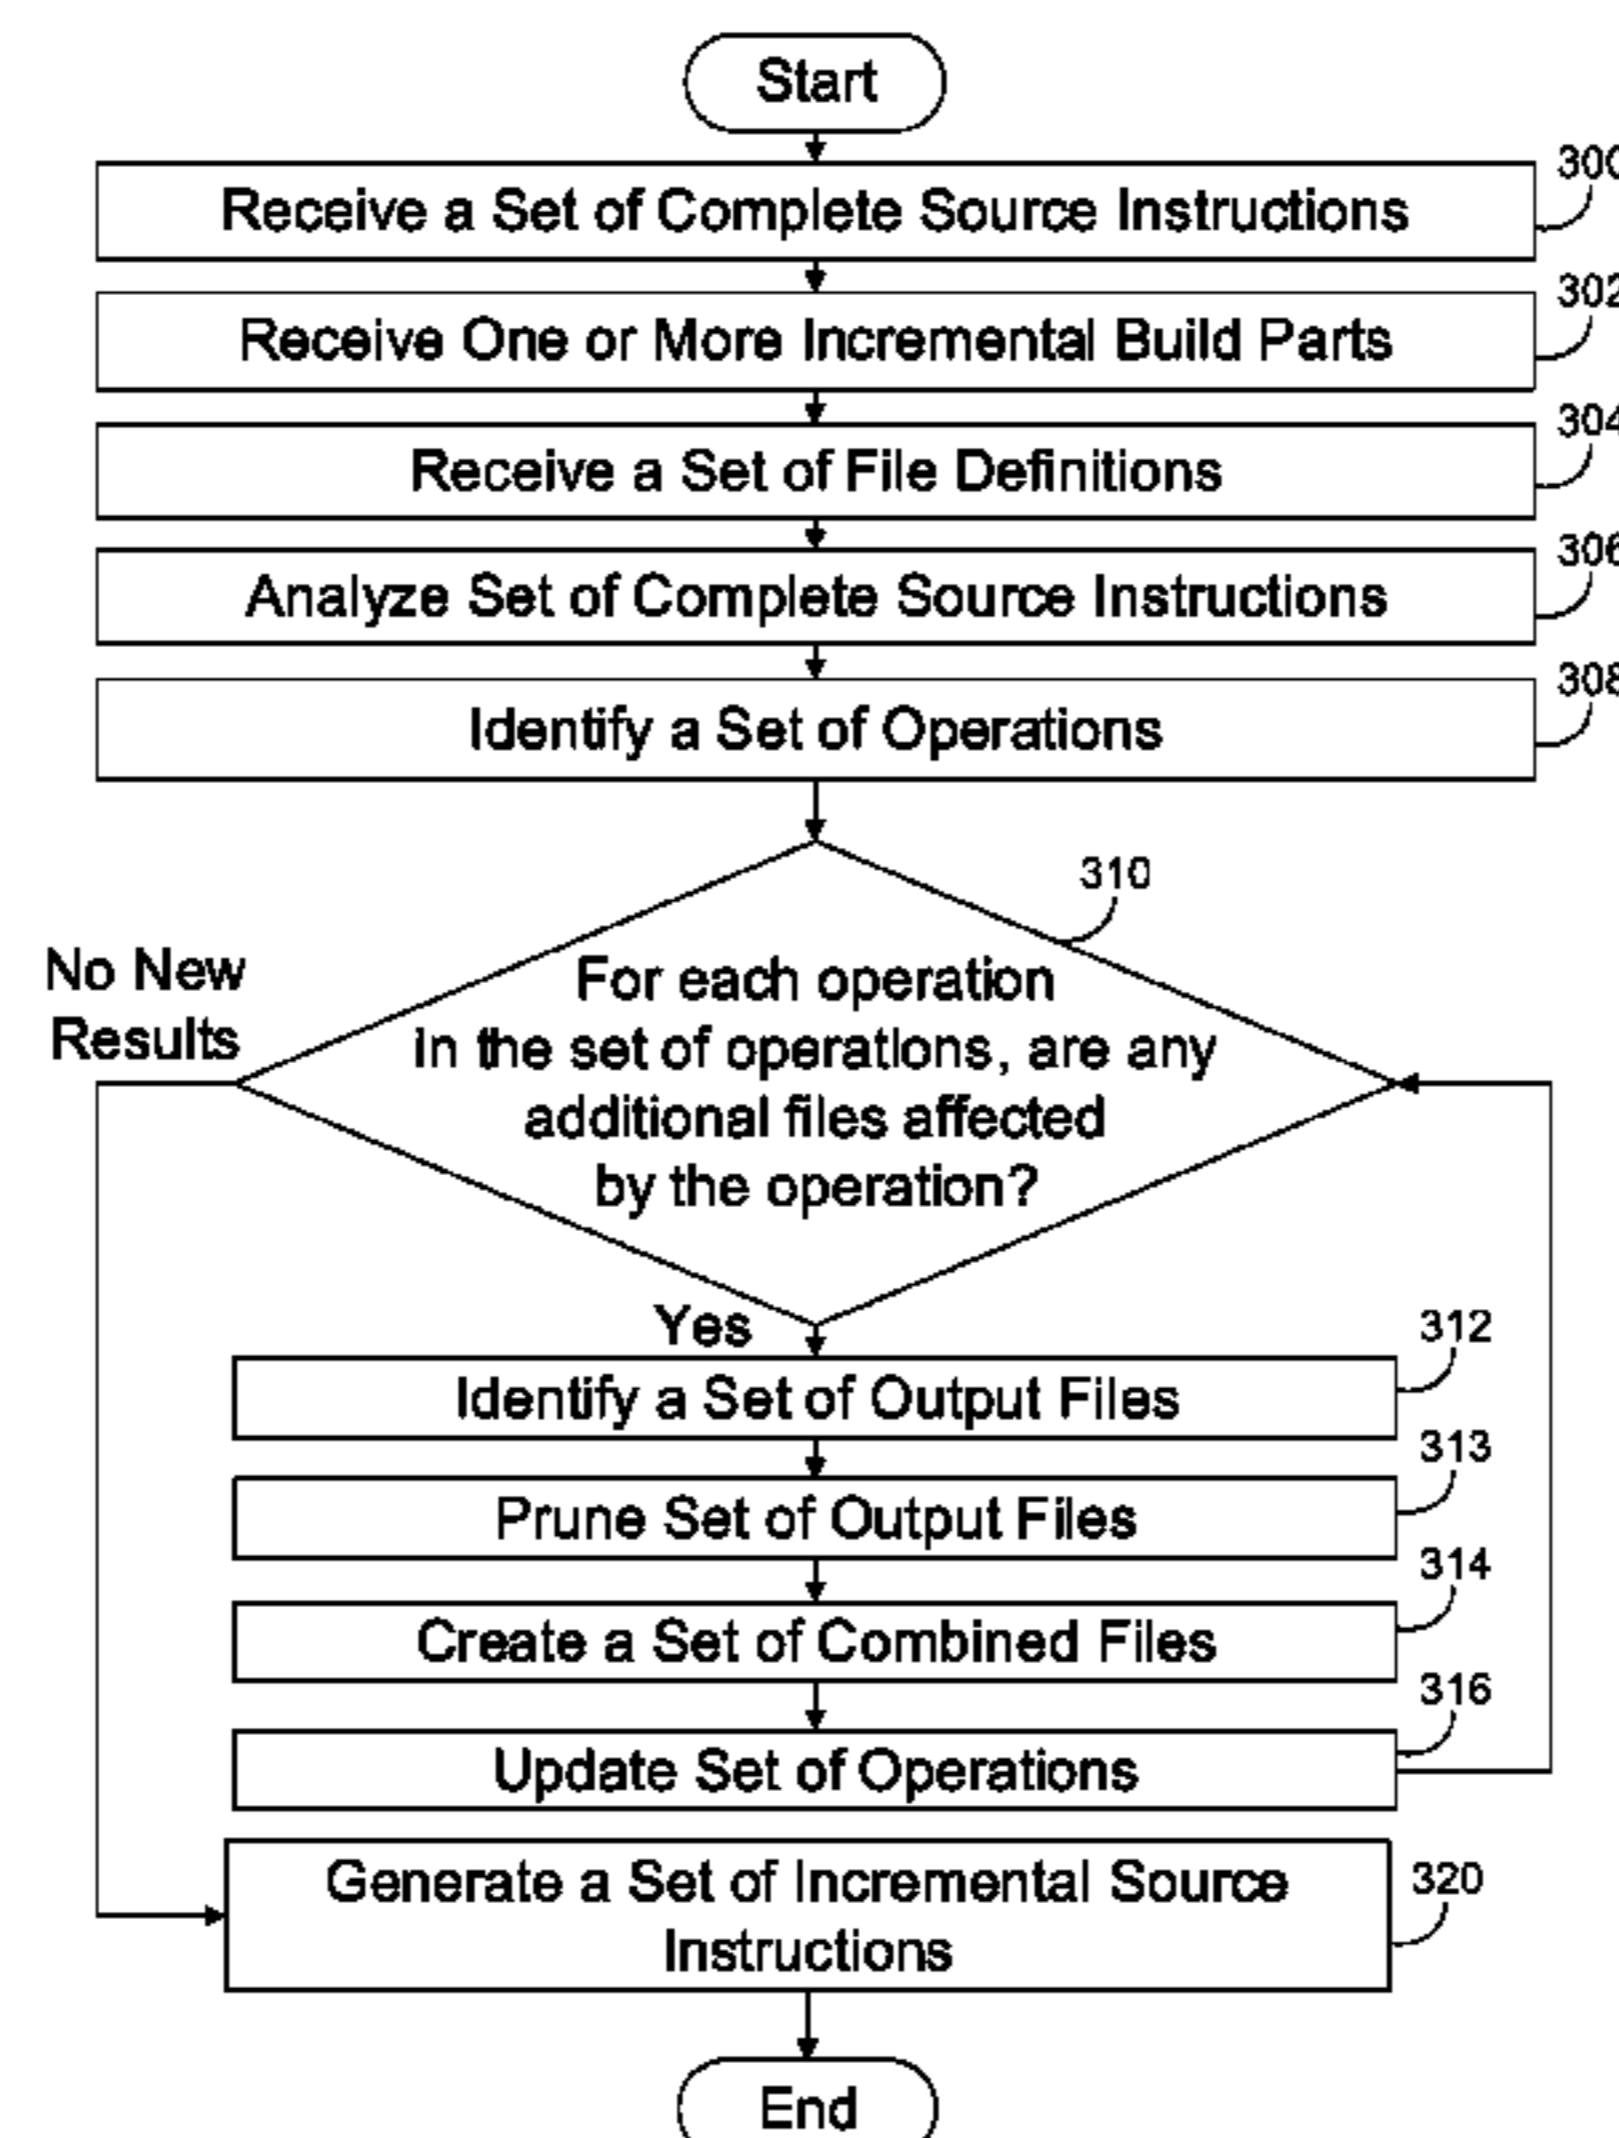 Start
Receive a Set of Complete Source Instructions
300
Receive One or More Incremental Build Parts
302
Receive a Set of File Definitions
304
Analyze Set of Complete Source Instructions
306
Identify a Set of Operations
308
310
No New
Results
For each operation
in the set of operations, are any
additional files affected
by the operation?
Yes
Identify a Set of Output Files
312
Prune Set of Output Files
313
Create a Set of Combined Files
314
Update Set of Operations
316
Generate a Set of Incremental Source
Instructions
320
End